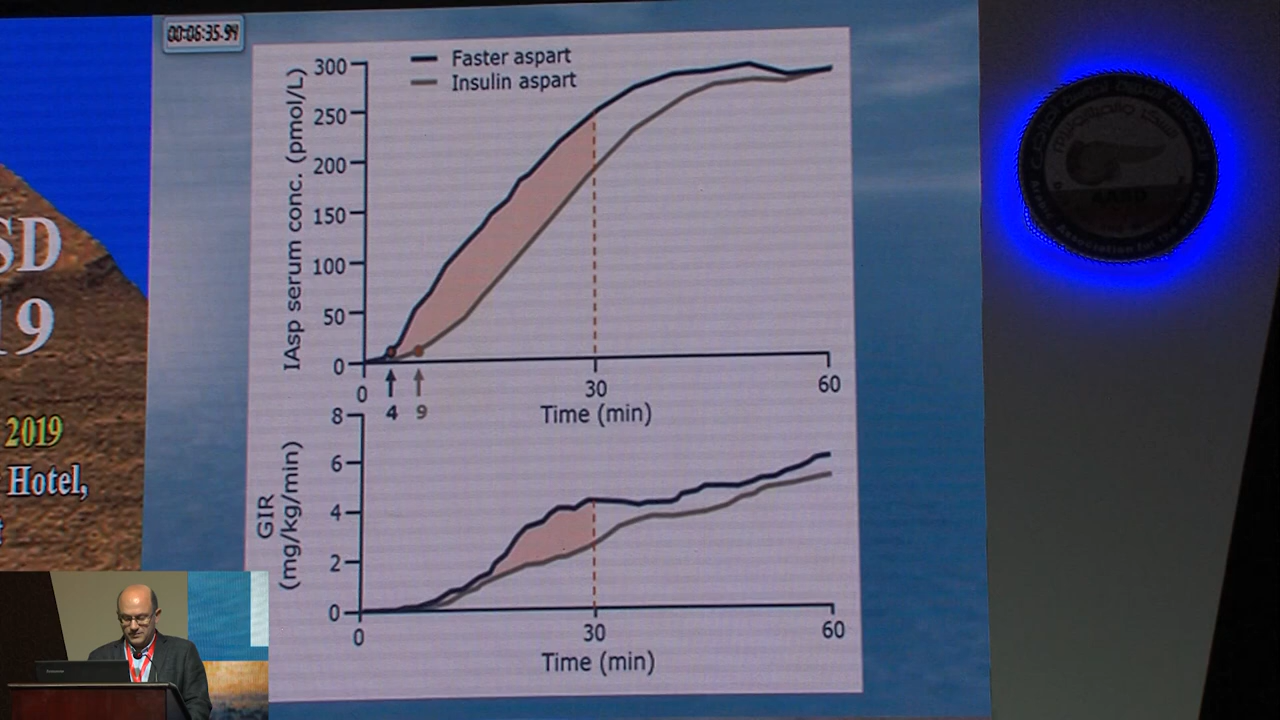 00:06:35.94
SD
19
2019
Hotel,
Faster aspart
Insulin aspart
IAsp serum conc. (pmol/L)
300
250
200
150
100
50
0
0
30
60
4
9
Time (min)
GIR
(mg/kg/min)
8
6
4
2
0
0
30
60
Time (min)